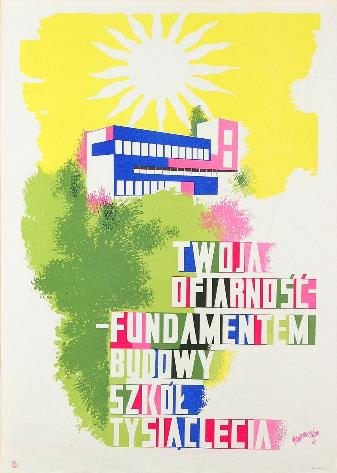 TWOJA
OFIARNOŚĆ
-FUNDAMENTEM
BUDOWY
SZKÓŁ
TYSIĄCLECIA